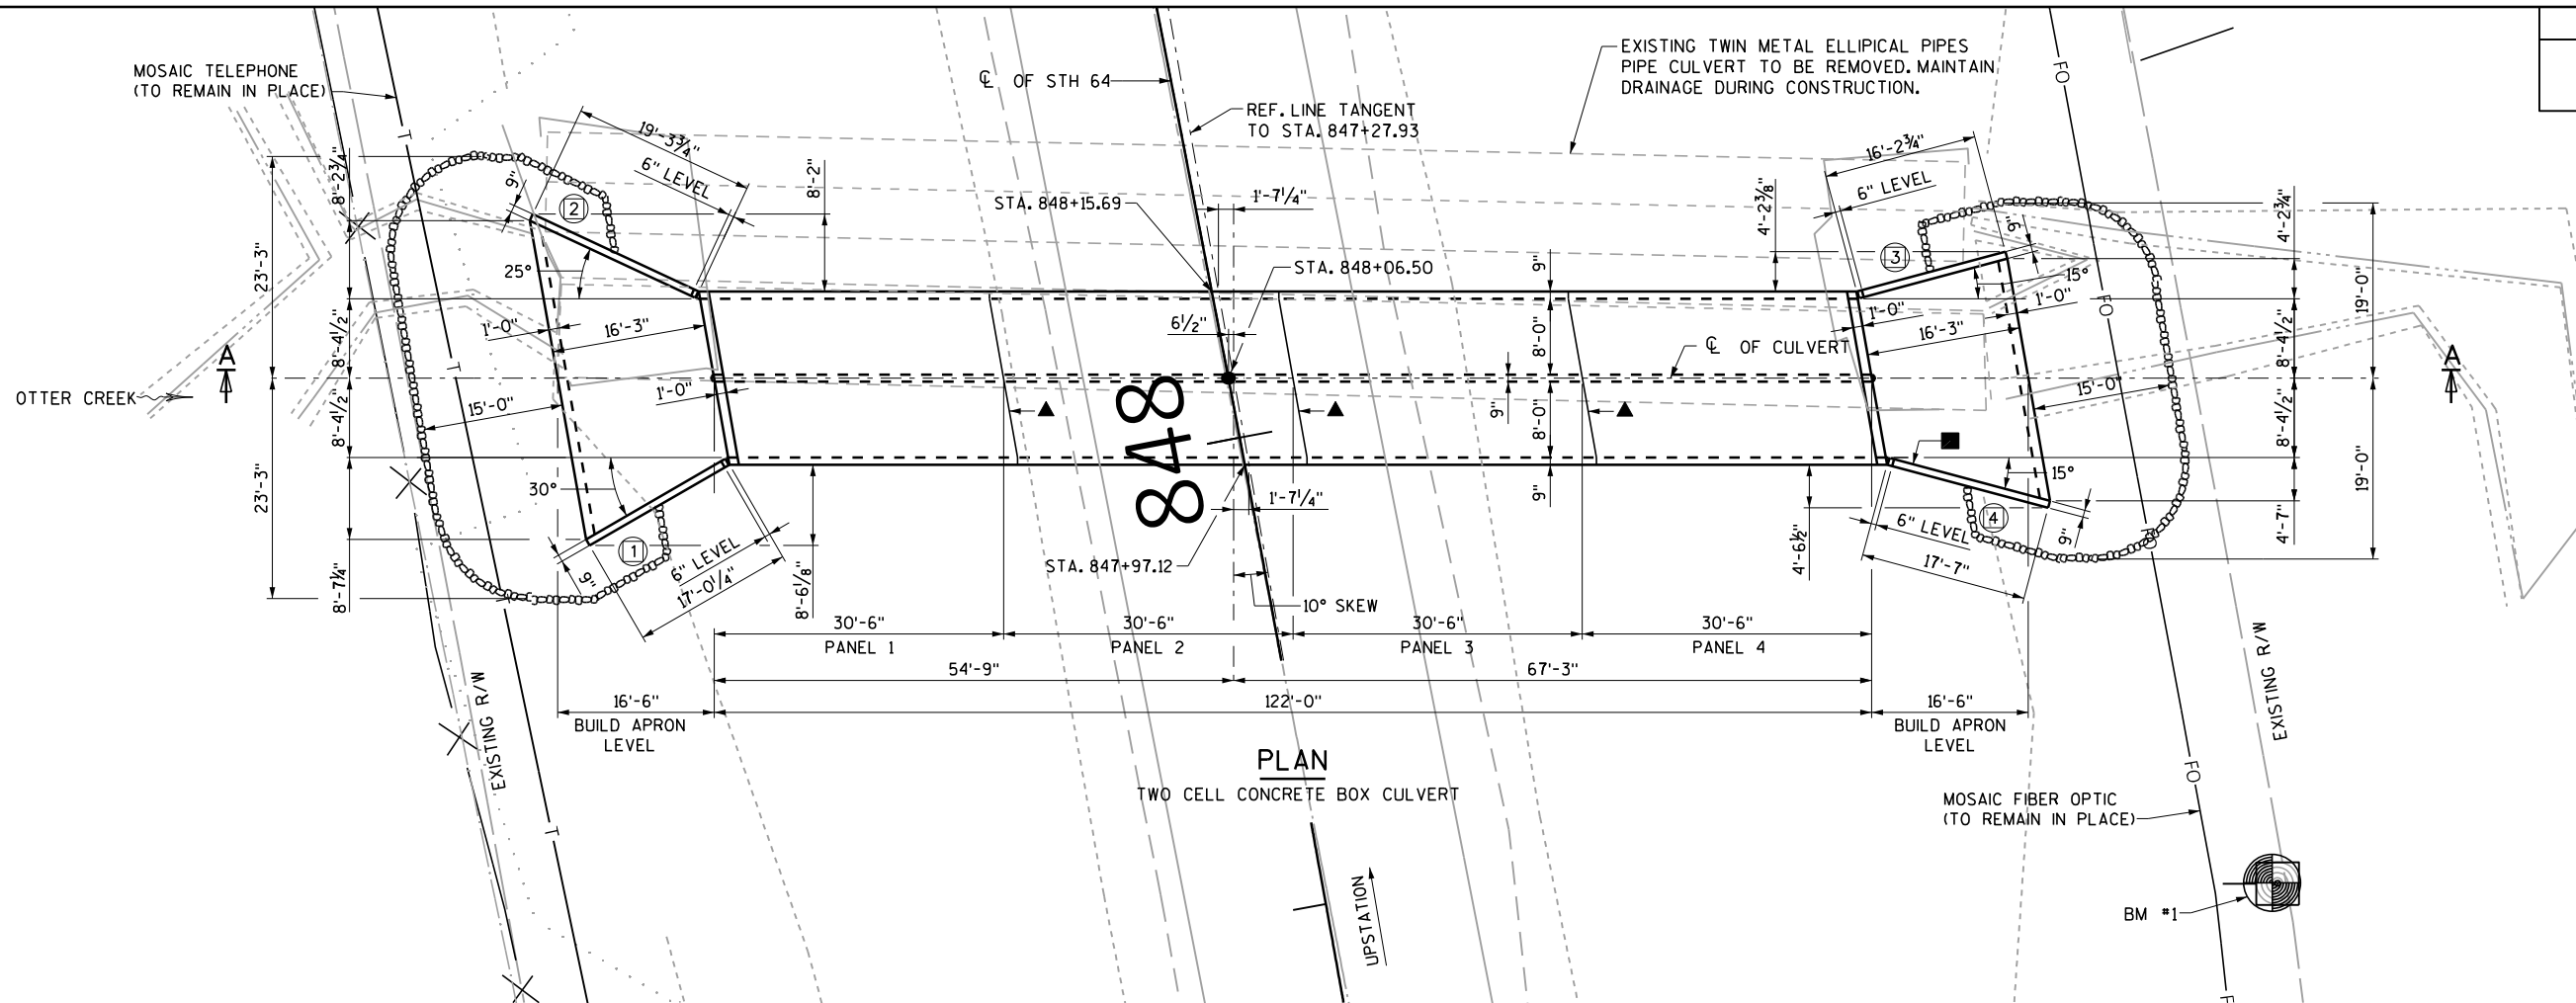 MOSAIC TELEPHONE
(TO REMAIN IN PLACE)
℄ OF STH 64
REF. LINE TANGENT
TO STA. 847+27.93
EXISTING TWIN METAL ELLIPICAL PIPES
PIPE CULVERT TO BE REMOVED. MAINTAIN
DRAINAGE DURING CONSTRUCTION.
T
FO
19'-3¾"
6" LEVEL
8'-2¾"
9"
2
8'-2"
STA. 848+15.69
1'-7¼"
4'-2⅜"
16'-2¾"
6" LEVEL
9"
3
4'-2¾"
23'-3"
25°
STA. 848+06.50
9"
15°
FO
19'-0"
8'-4½"
1'-0"
16'-3"
6½"
8'-0"
℄ OF CULVERT
1'-0"
16'-3"
1'-0"
8'-4½"
A
A
OTTER CREEK
T
15'-0"
1'-0"
8'-4½"
23'-3"
848
9"
8'-0"
15'-0"
8'-4½"
19'-0"
30°
1'-7¼"
9"
15°
8'-7¼"
9"
1
6" LEVEL
17'-0¼"
8'-6⅛"
STA. 847+97.12
10° SKEW
4'-6½"
6" LEVEL
17'-7"
4
9"
4'-7"
FO
T
30'-6"
30'-6"
30'-6"
30'-6"
PANEL 1
PANEL 2
PANEL 3
PANEL 4
54'-9"
67'-3"
16'-6"
122'-0"
16'-6"
BUILD APRON
LEVEL
BUILD APRON
LEVEL
EXISTING R/W
EXISTING R/W
PLAN
TWO CELL CONCRETE BOX CULVERT
FO
MOSAIC FIBER OPTIC
(TO REMAIN IN PLACE)
T
UPSTATION
BM #1
F